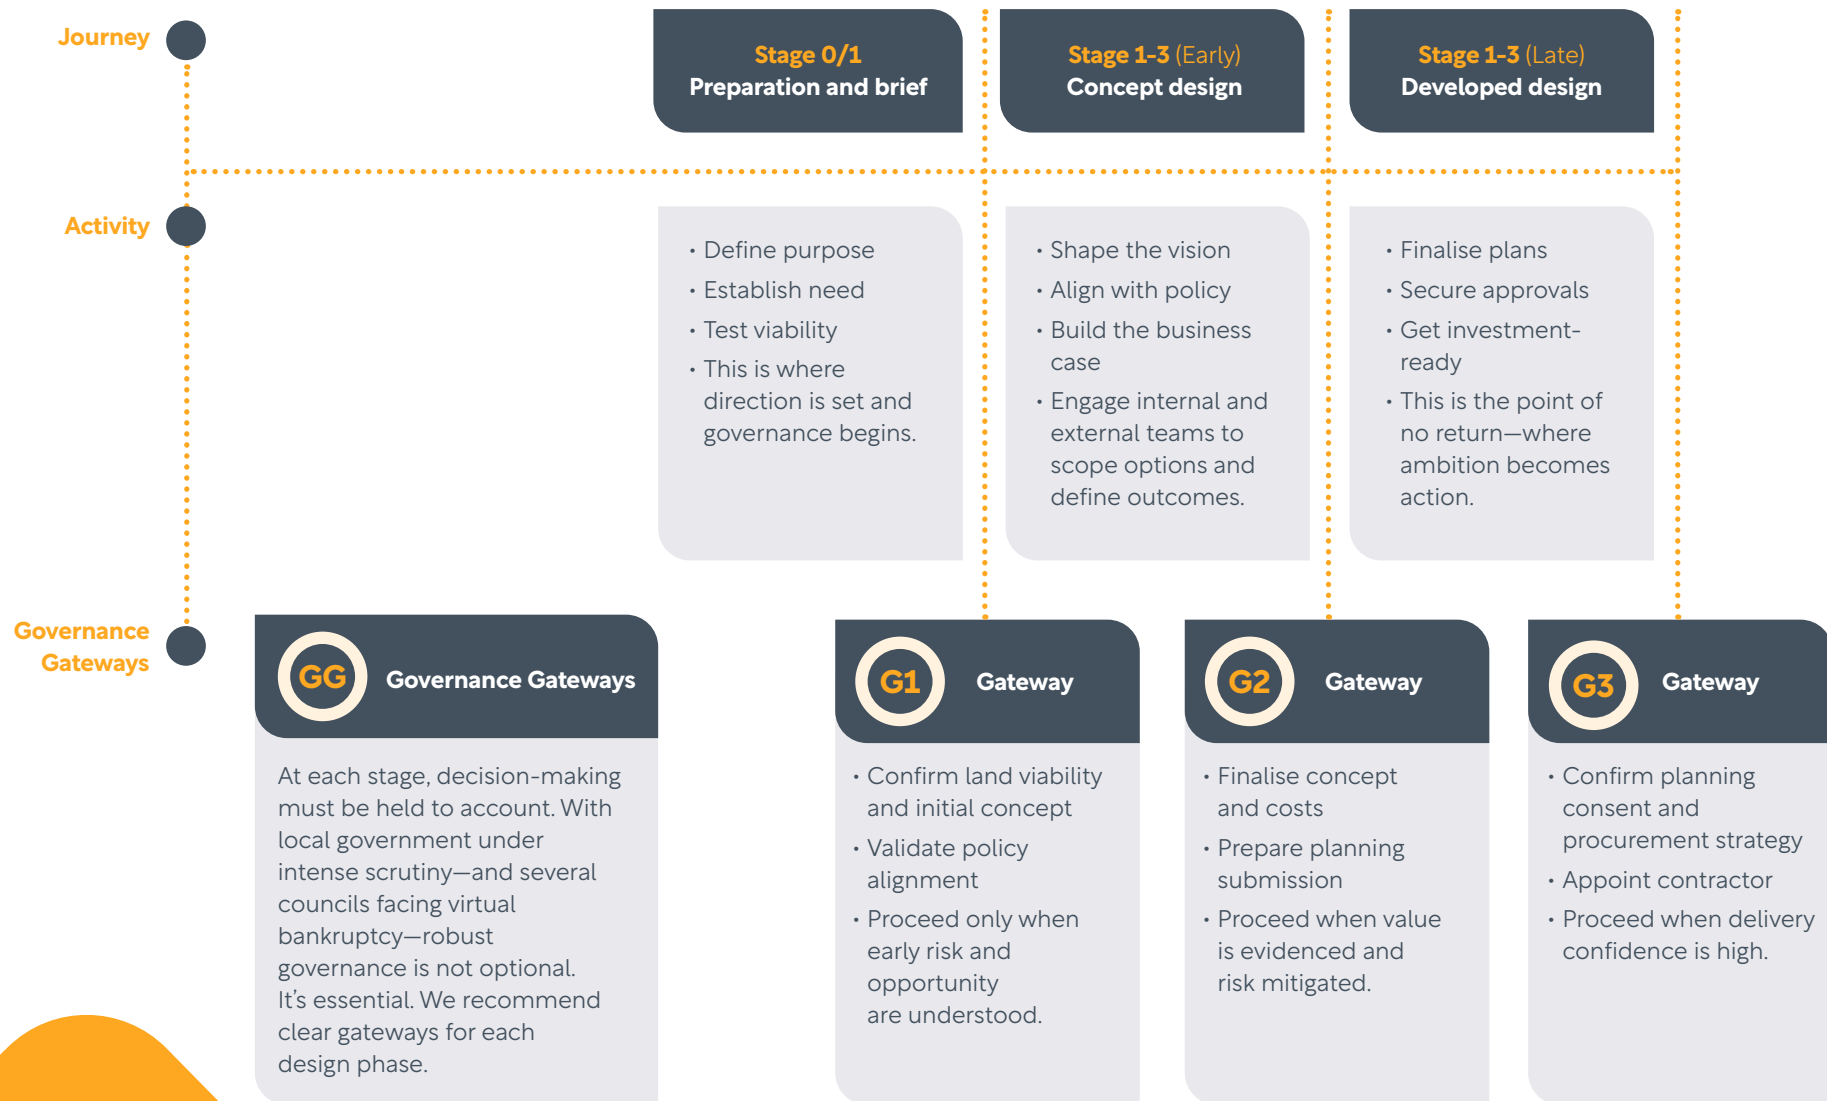 Journey
Stage 0/1
Preparation and brief
Stage 1-3 (Early)
Concept design
Stage 1-3 (Late)
Developed design
Activity
• Define purpose
• Establish need
• Test viability
• This is where
direction is set and
governance begins.
• Shape the vision
• Align with policy
• Build the business
case
• Engage internal and
external teams to
scope options and
define outcomes.
• Finalise plans
• Secure approvals
• Get investment-
ready
• This is the point of
no return—where
ambition becomes
action.
Governance
Gateways
GG Governance Gateways
At each stage, decision-making
must be held to account. With
local government under
intense scrutiny—and several
councils facing virtual
bankruptcy—robust
governance is not optional.
It’s essential. We recommend
clear gateways for each
design phase.
G1 Gateway
• Confirm land viability
and initial concept
• Validate policy
alignment
• Proceed only when
early risk and
opportunity
are understood.
G2 Gateway
• Finalise concept
and costs
• Prepare planning
submission
• Proceed when value
is evidenced and
risk mitigated.
G3 Gateway
• Confirm planning
consent and
procurement strategy
• Appoint contractor
• Proceed when delivery
confidence is high.